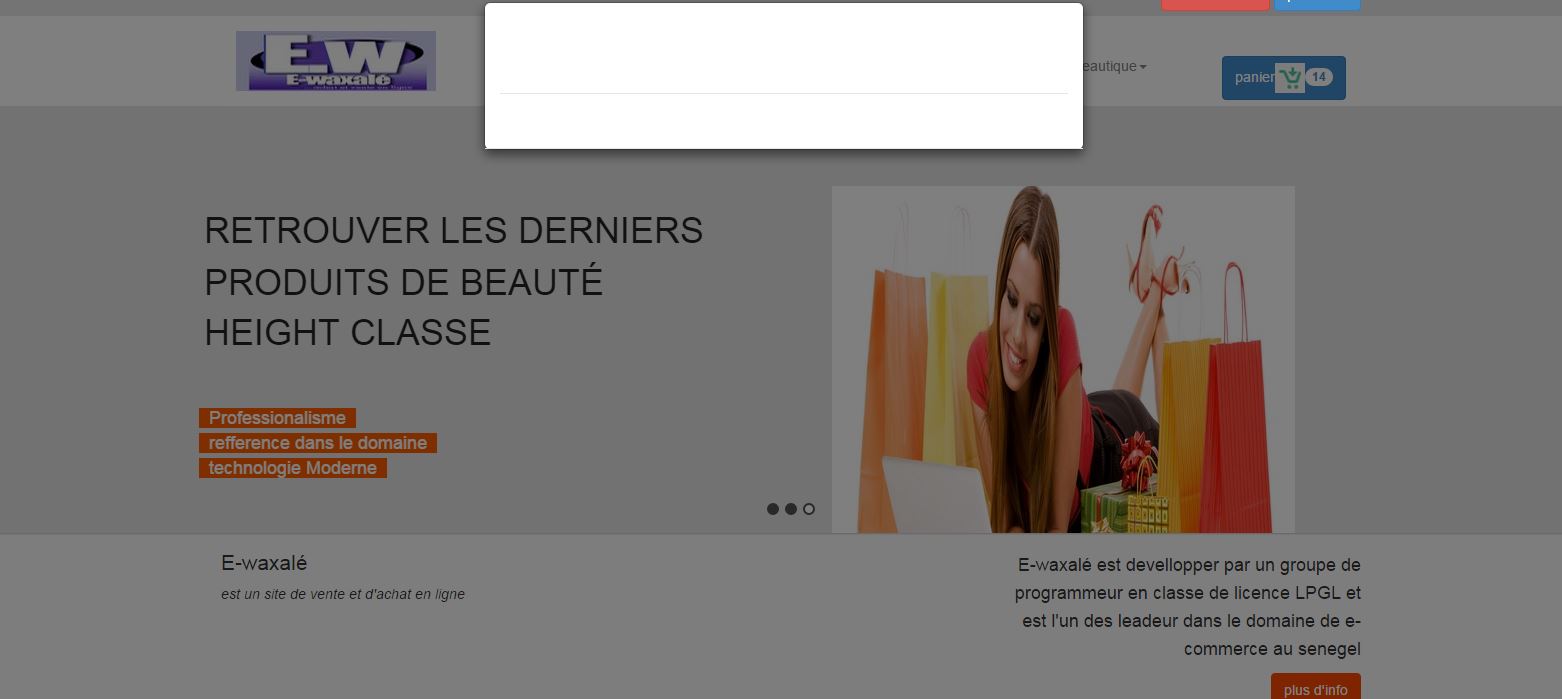 E.W
E-waxalé
eautique
panier 14
RETROUVER LES DERNIERS
PRODUITS DE BEAUTÉ
HEIGHT CLASSE
Professionalisme
refference dans le domaine
technologie Moderne
E-waxalé
est un site de vente et d'achat en ligne
E-waxalé est devellopper par un groupe de
programmeur en classe de licence LPGL et
est l'un des leadeur dans le domaine de e-
commerce au senegel
plus d'info